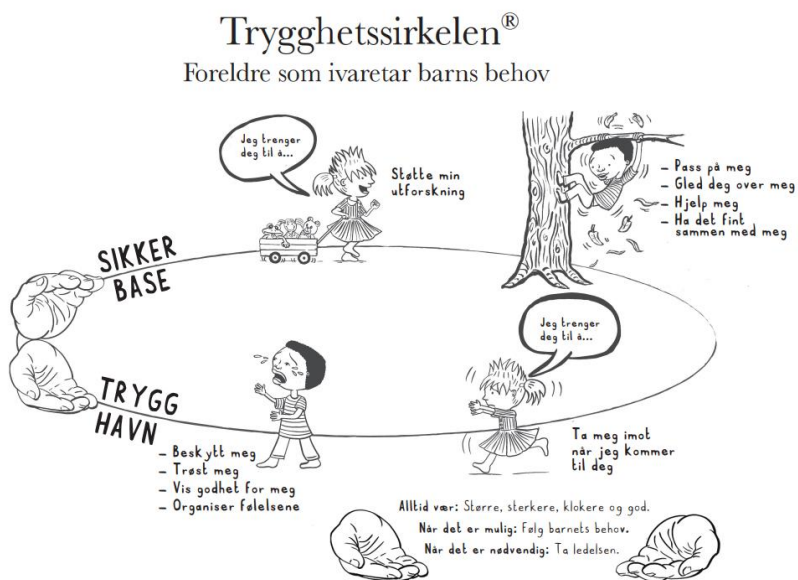 Trygghetssirkelen®
Foreldre som ivaretar barns behov
Jeg trenger
deg til å...
Støtte min
utforskning
– Pass på meg
– Gled deg over meg
– Hjelp meg
– Ha det fint
sammen med meg
SIKKER
BASE
Jeg trenger
deg til å...
Ta meg imot
når jeg kommer
til deg
TRYGG
HAVN
– Beskytt meg
– Trøst meg
– Vis godhet for meg
– Organiser følelsene
Alltid vær: Større, sterkere, klokere og god.
Når det er mulig: Følg barnets behov.
Når det er nødvendig: Ta ledelsen.